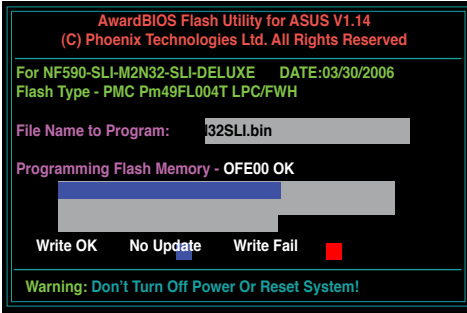 AwardBIOS Flash Utility for ASUS V1.14
(C) Phoenix Technologies Ltd. All Rights Reserved
For NF590-SLI-M2N32-SLI-DELUXE DATE:03/30/2006
Flash Type - PMC Pm49FL004T LPC/FWH
File Name to Program: 32SLI.bin
Programming Flash Memory - OFE00 OK
Write OK No Update Write Fail
Warning: Don't Turn Off Power Or Reset System!